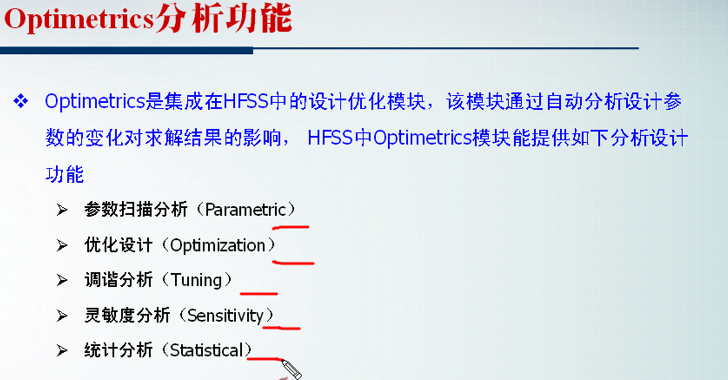 Optimetrics分析功能
❖ Optimetrics是集成在HFSS中的设计优化模块，该模块通过自动分析设计参
数的变化对求解结果的影响， HFSS中Optimetrics模块能提供如下分析设计
功能
➢ 参数扫描分析（Parametric）
➢ 优化设计（Optimization）
➢ 调谐分析（Tuning）
➢ 灵敏度分析（Sensitivity）
➢ 统计分析（Statistical）